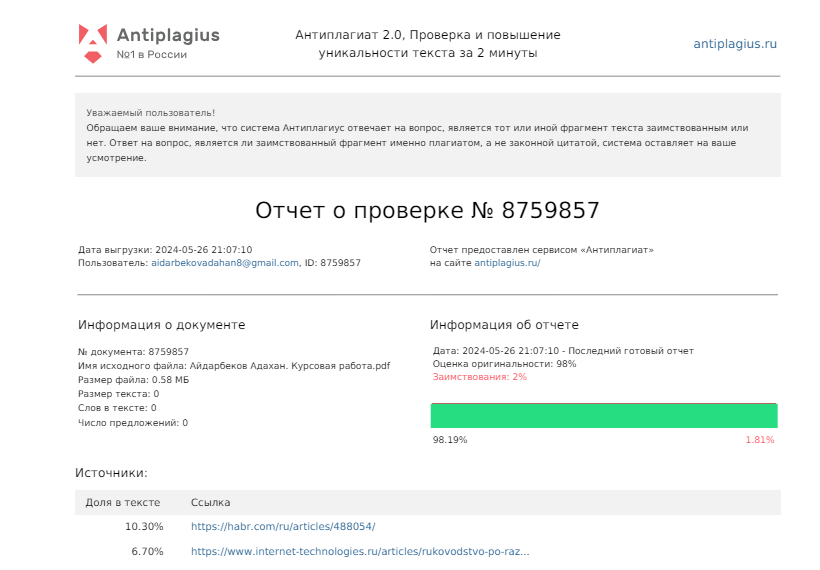 Antiplagius
№1 в России
Антиплагиат 2.0, Проверка и повышение
уникальности текста за 2 минуты
antiplagius.ru
Уважаемый пользователь!
Обращаем ваше внимание, что система Антиплагиус отвечает на вопрос, является тот или иной фрагмент текста заимствованным или
нет. Ответ на вопрос, является ли заимствованный фрагмент именно плагиатом, а не законной цитатой, система оставляет на ваше
усмотрение.
Отчет о проверке № 8759857
Дата выгрузки: 2024-05-26 21:07:10
Пользователь: aidarbekovadahan8@gmail.com, ID: 8759857
Отчет предоставлен сервисом «Антиплагиат»
на сайте antiplagius.ru/
Информация о документе
№ документа: 8759857
Имя исходного файла: Айдарбеков Адахан. Курсовая работа.pdf
Размер файла: 0.58 МБ
Размер текста: 0
Слов в тексте: 0
Число предложений: 0
Информация об отчете
Дата: 2024-05-26 21:07:10 - Последний готовый отчет
Оценка оригинальности: 98%
Заимствования: 2%
98.19% 1.81%
Источники:
Доля в тексте Ссылка
10.30% https://habr.com/ru/articles/488054/
6.70% https://www.internet-technologies.ru/articles/rukovodstvo-po-raz...